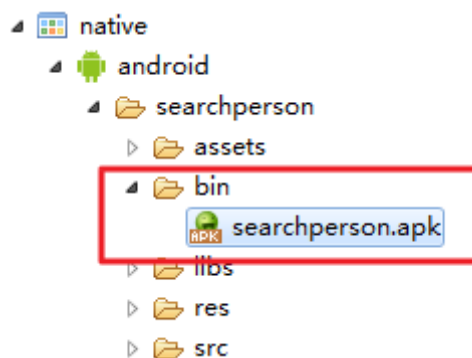 native
android
searchperson
assets
bin
searchperson.apk
libs
res
src